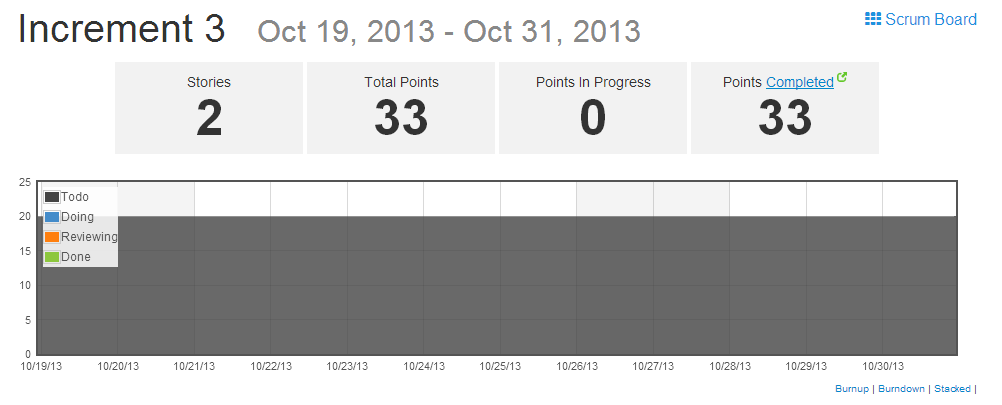 Increment 3 Oct 19, 2013 - Oct 31, 2013
Scrum Board
Stories
2
Total Points
33
Points In Progress
0
Points Completed
33
25
20
15
10
5
0
Todo
Doing
Reviewing
Done
10/19/13 10/20/13 10/21/13 10/22/13 10/23/13 10/24/13 10/25/13 10/26/13 10/27/13 10/28/13 10/29/13 10/30/13
Burnup | Burndown | Stacked |